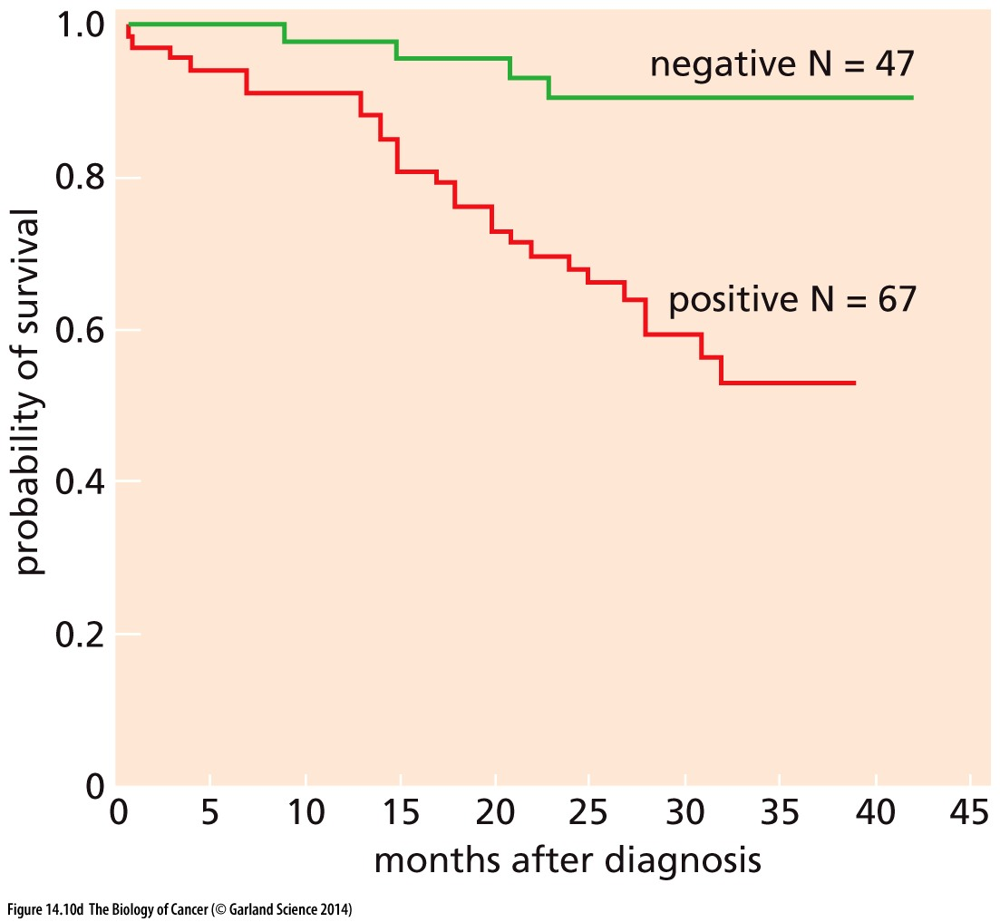 1.0
negative N = 47
0.8
positive N = 67
0.6
0.4
0.2
0
probability of survival
0 5 10 15 20 25 30 35 40 45
months after diagnosis
Figure 14.10d The Biology of Cancer (© Garland Science 2014)